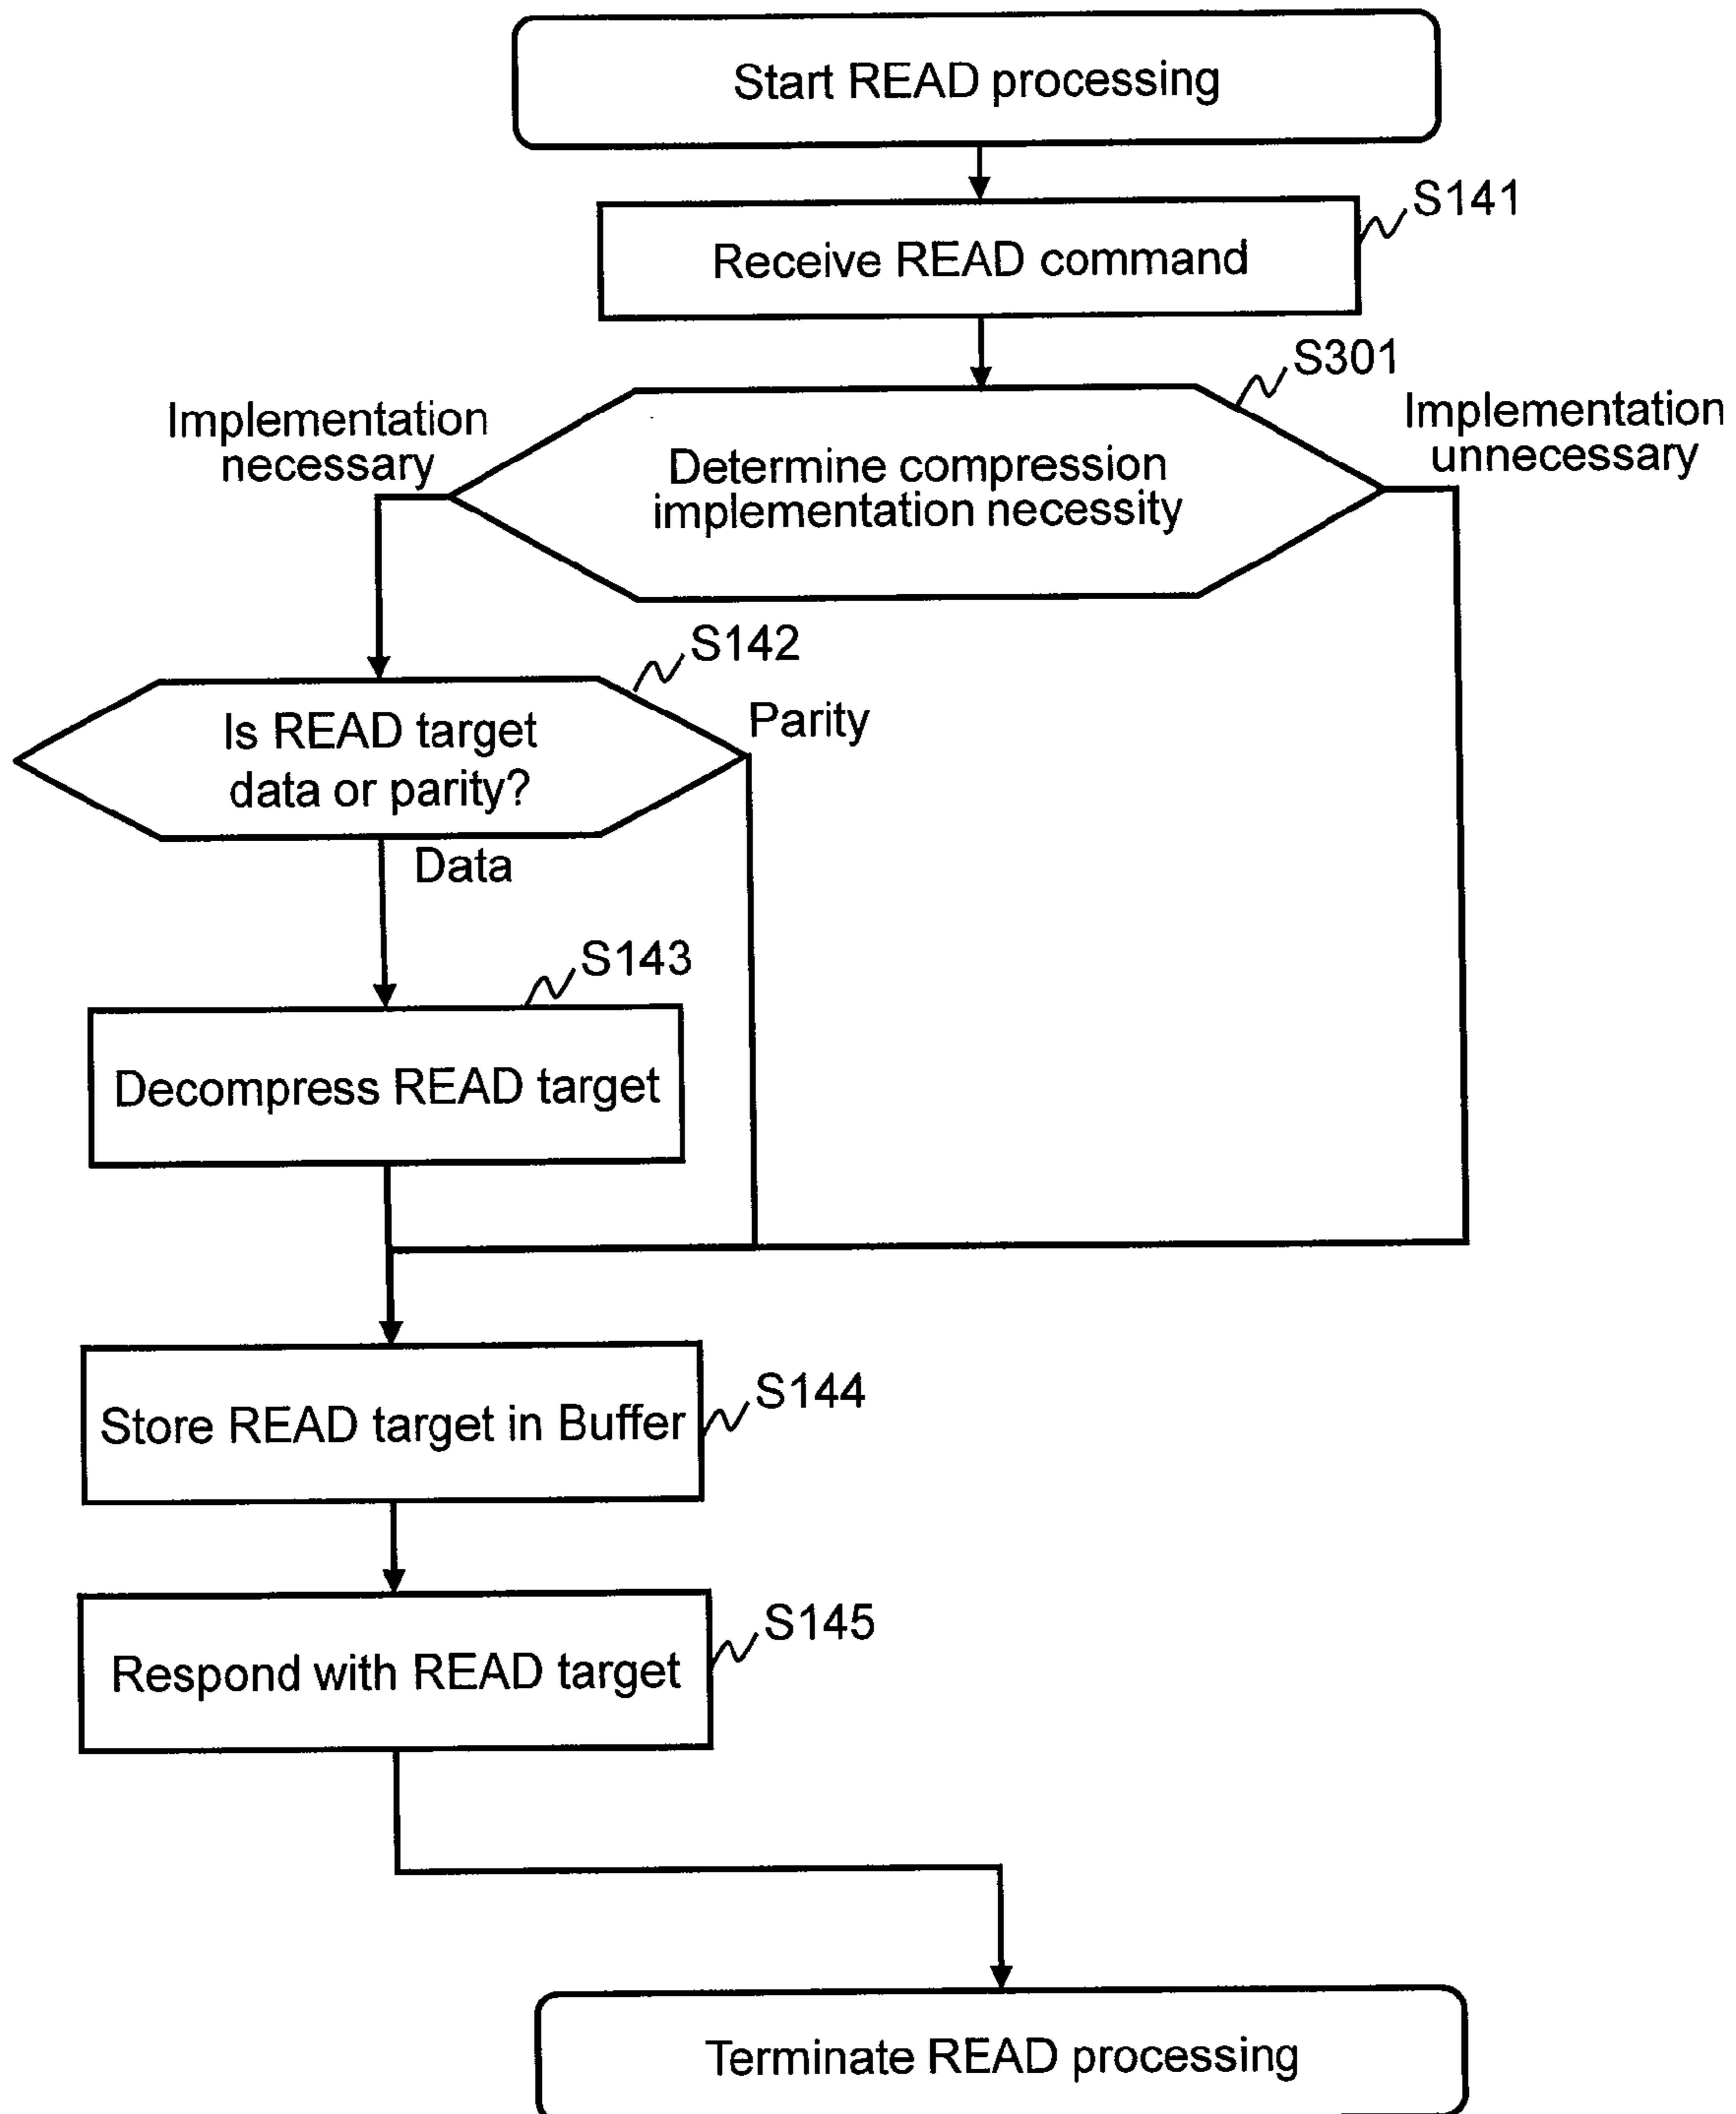 Start READ processing
S141
Receive READ command
S301
Implementation
necessary
Implementation
unnecessary
Determine compression
implementation necessity
S142
Is READ target
data or parity?
Parity
Data
S143
Decompress READ target
S144
Store READ target in Buffer
S145
Respond with READ target
Terminate READ processing